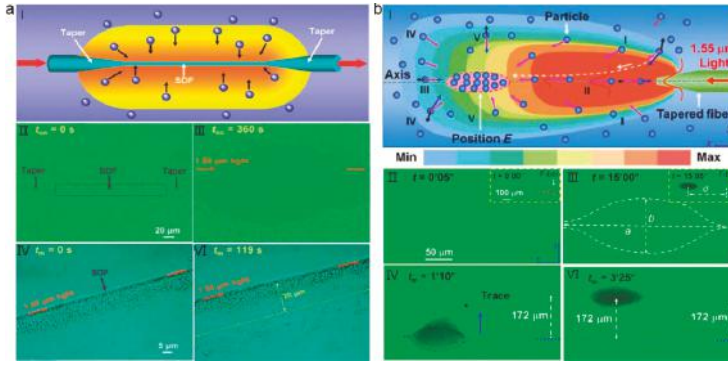 a
I
Taper
Taper
SDF
II
t = 0 s
III
t = 360 s
Taper
SDF
Taper
1.55 µm light
20 µm
IV
t = 0 s
VI
t = 119 s
SDF
1.55 µm light
1.55 µm light
5 µm
b
I
Particle
IV
V
I
1.55 µm
Light
Axis
III
II
IV
V
I
Tapered fiber
Position E
Min
Max
II
t = 0'05"
100 µm
50 µm
III
t = 15'00"
d
b
a
IV
t = 1'10"
Trace
172 µm
VI
t = 3'25"
172 µm
172 µm